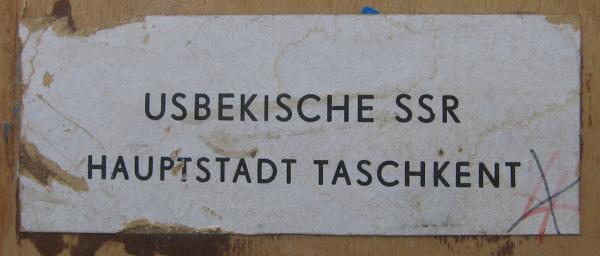 USBEKISCHE SSR
HAUPTSTADT TASCHKENT